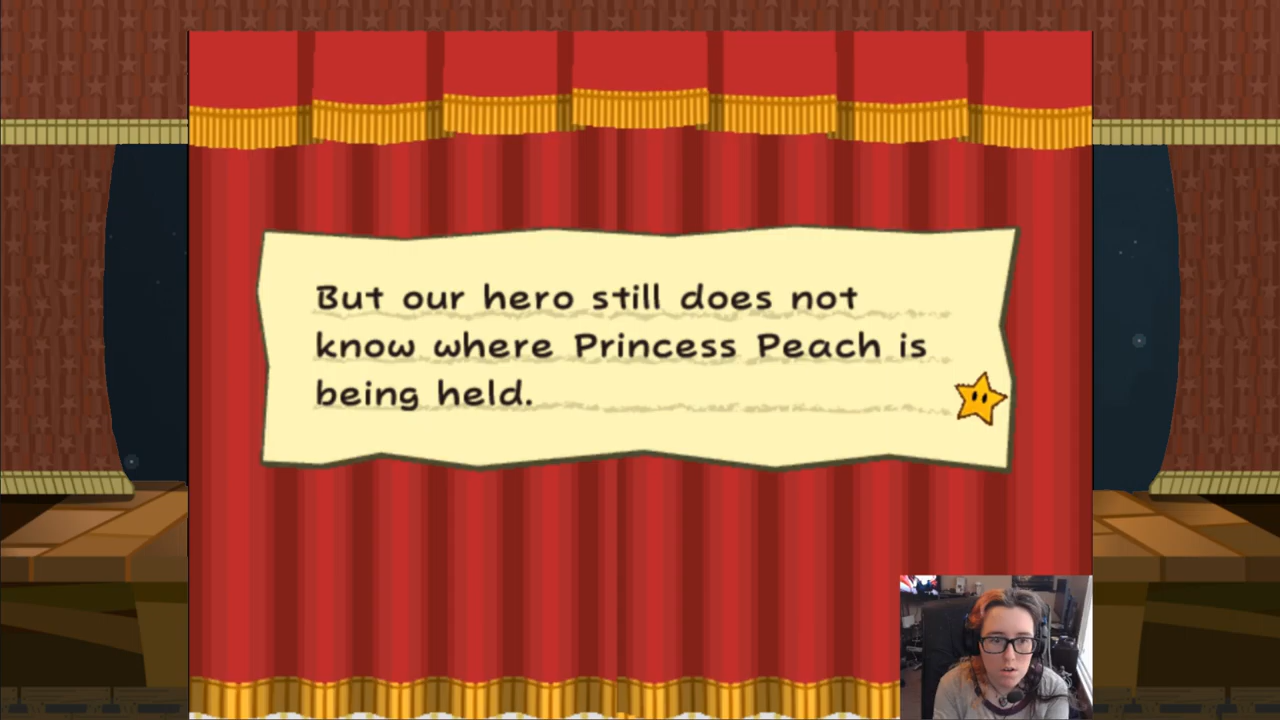 But our hero still does not
know where Princess Peach is
being held.